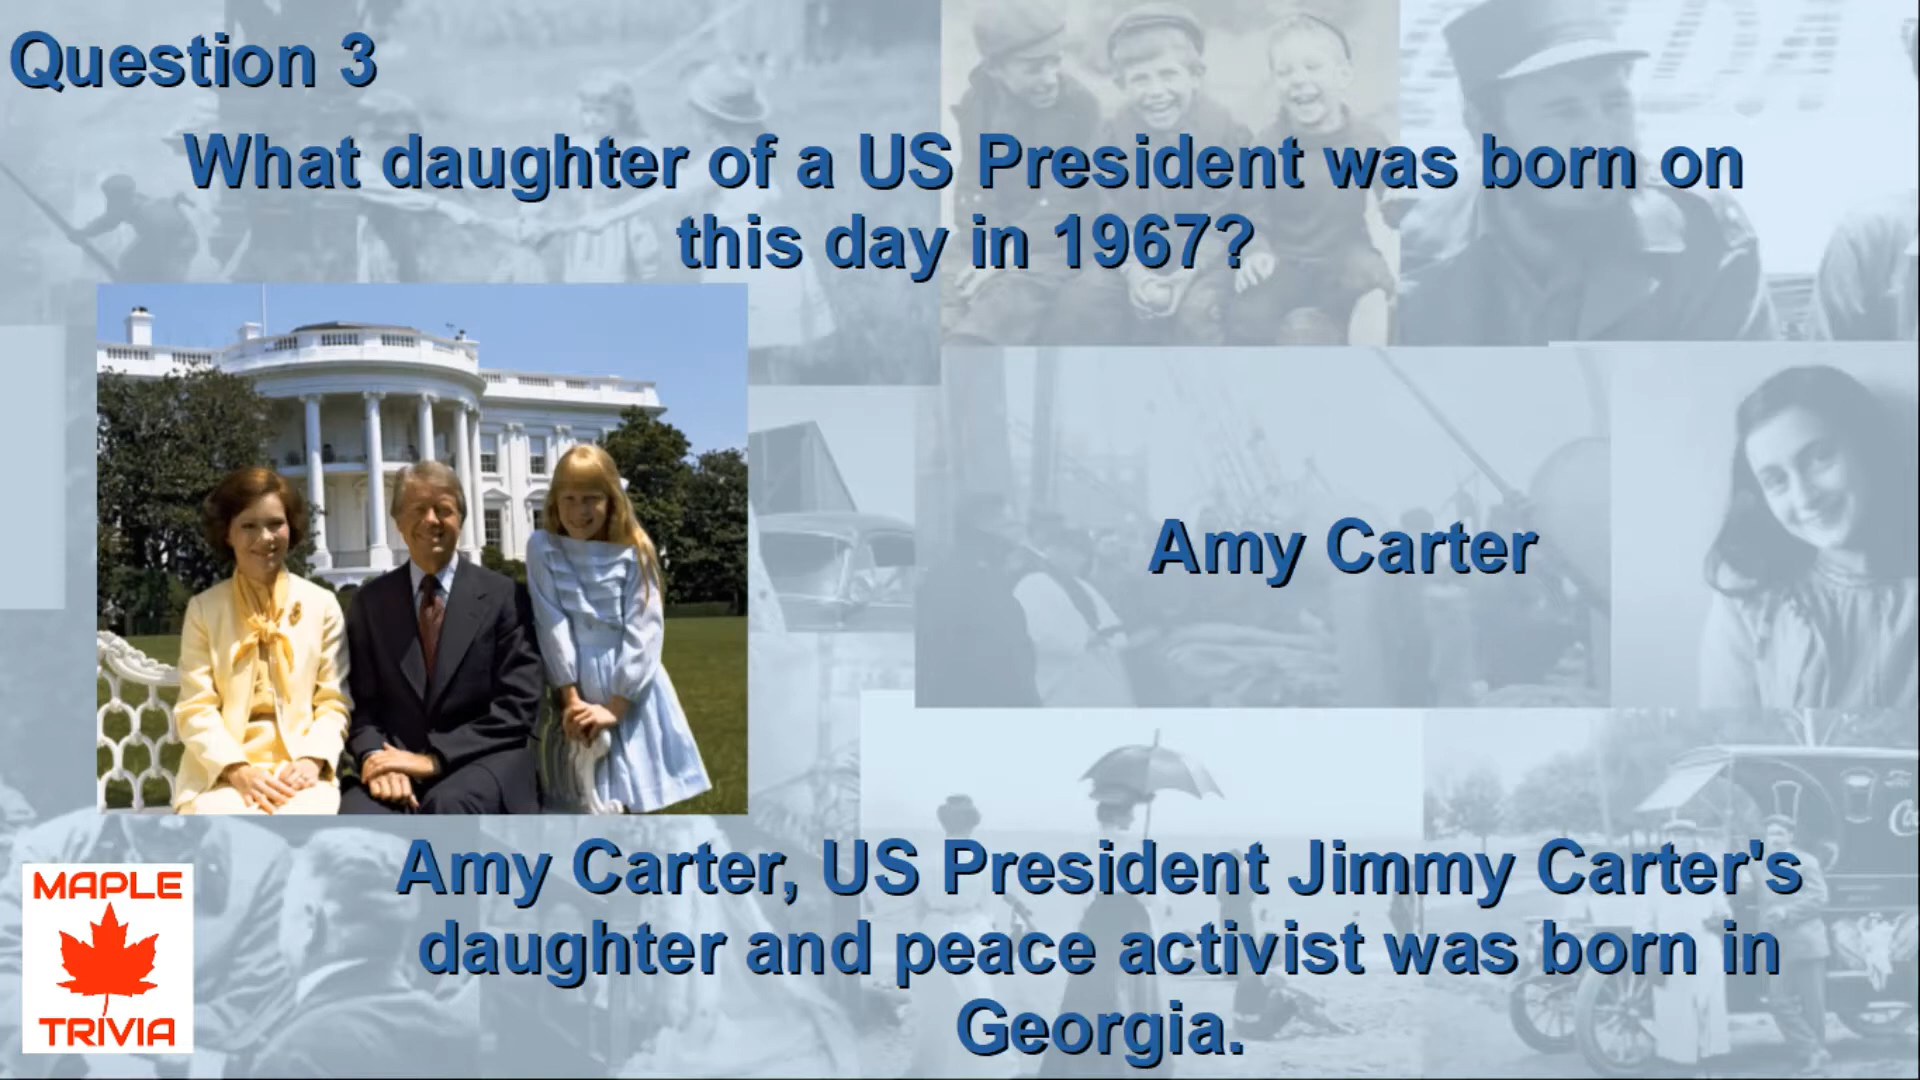 Question 3
What daughter of a US President was born on
this day in 1967?
Amy Carter
Amy Carter, US President Jimmy Carter's
daughter and peace activist was born in
Georgia.
MAPLE
TRIVIA